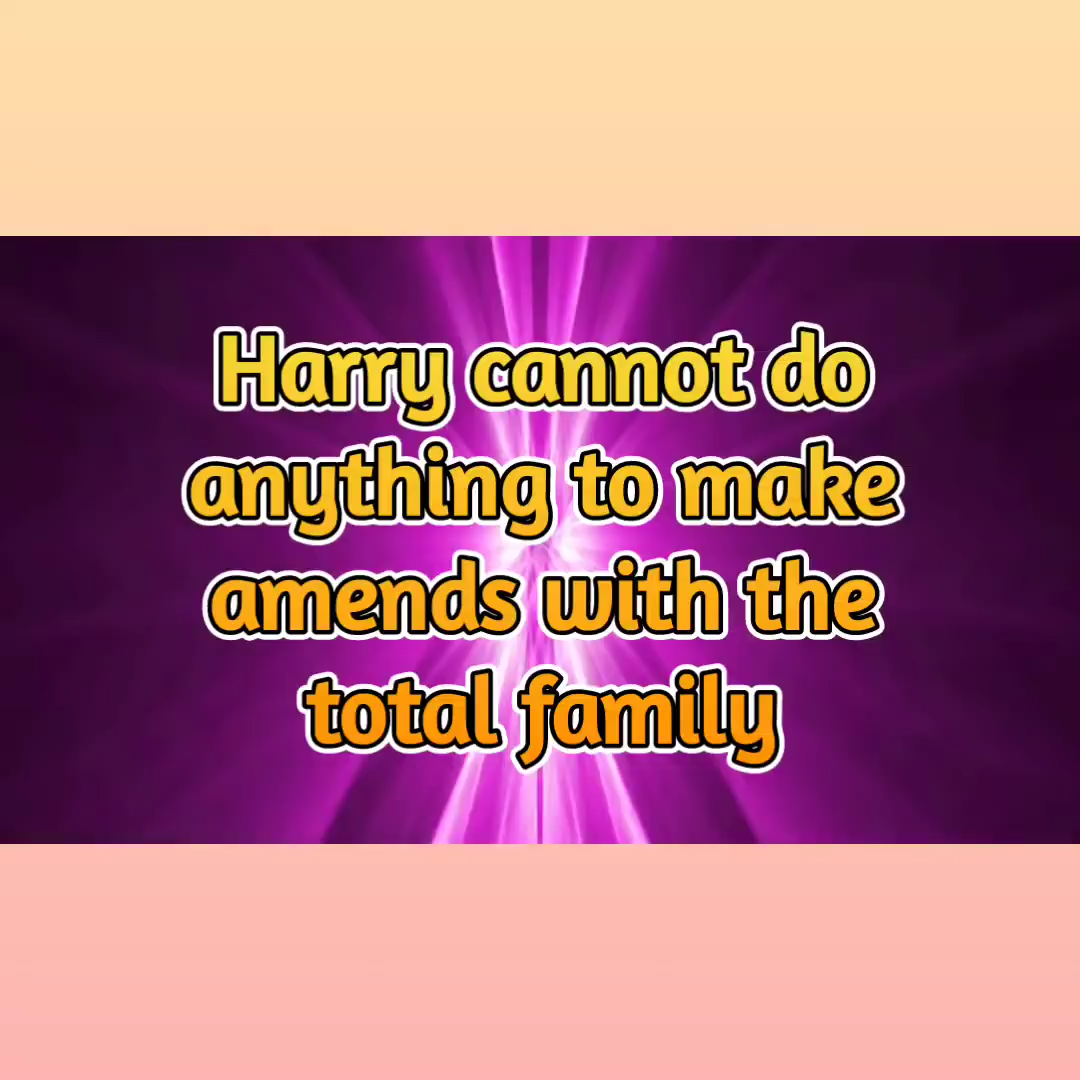 Harry cannot do
anything to make
amends with the
total family